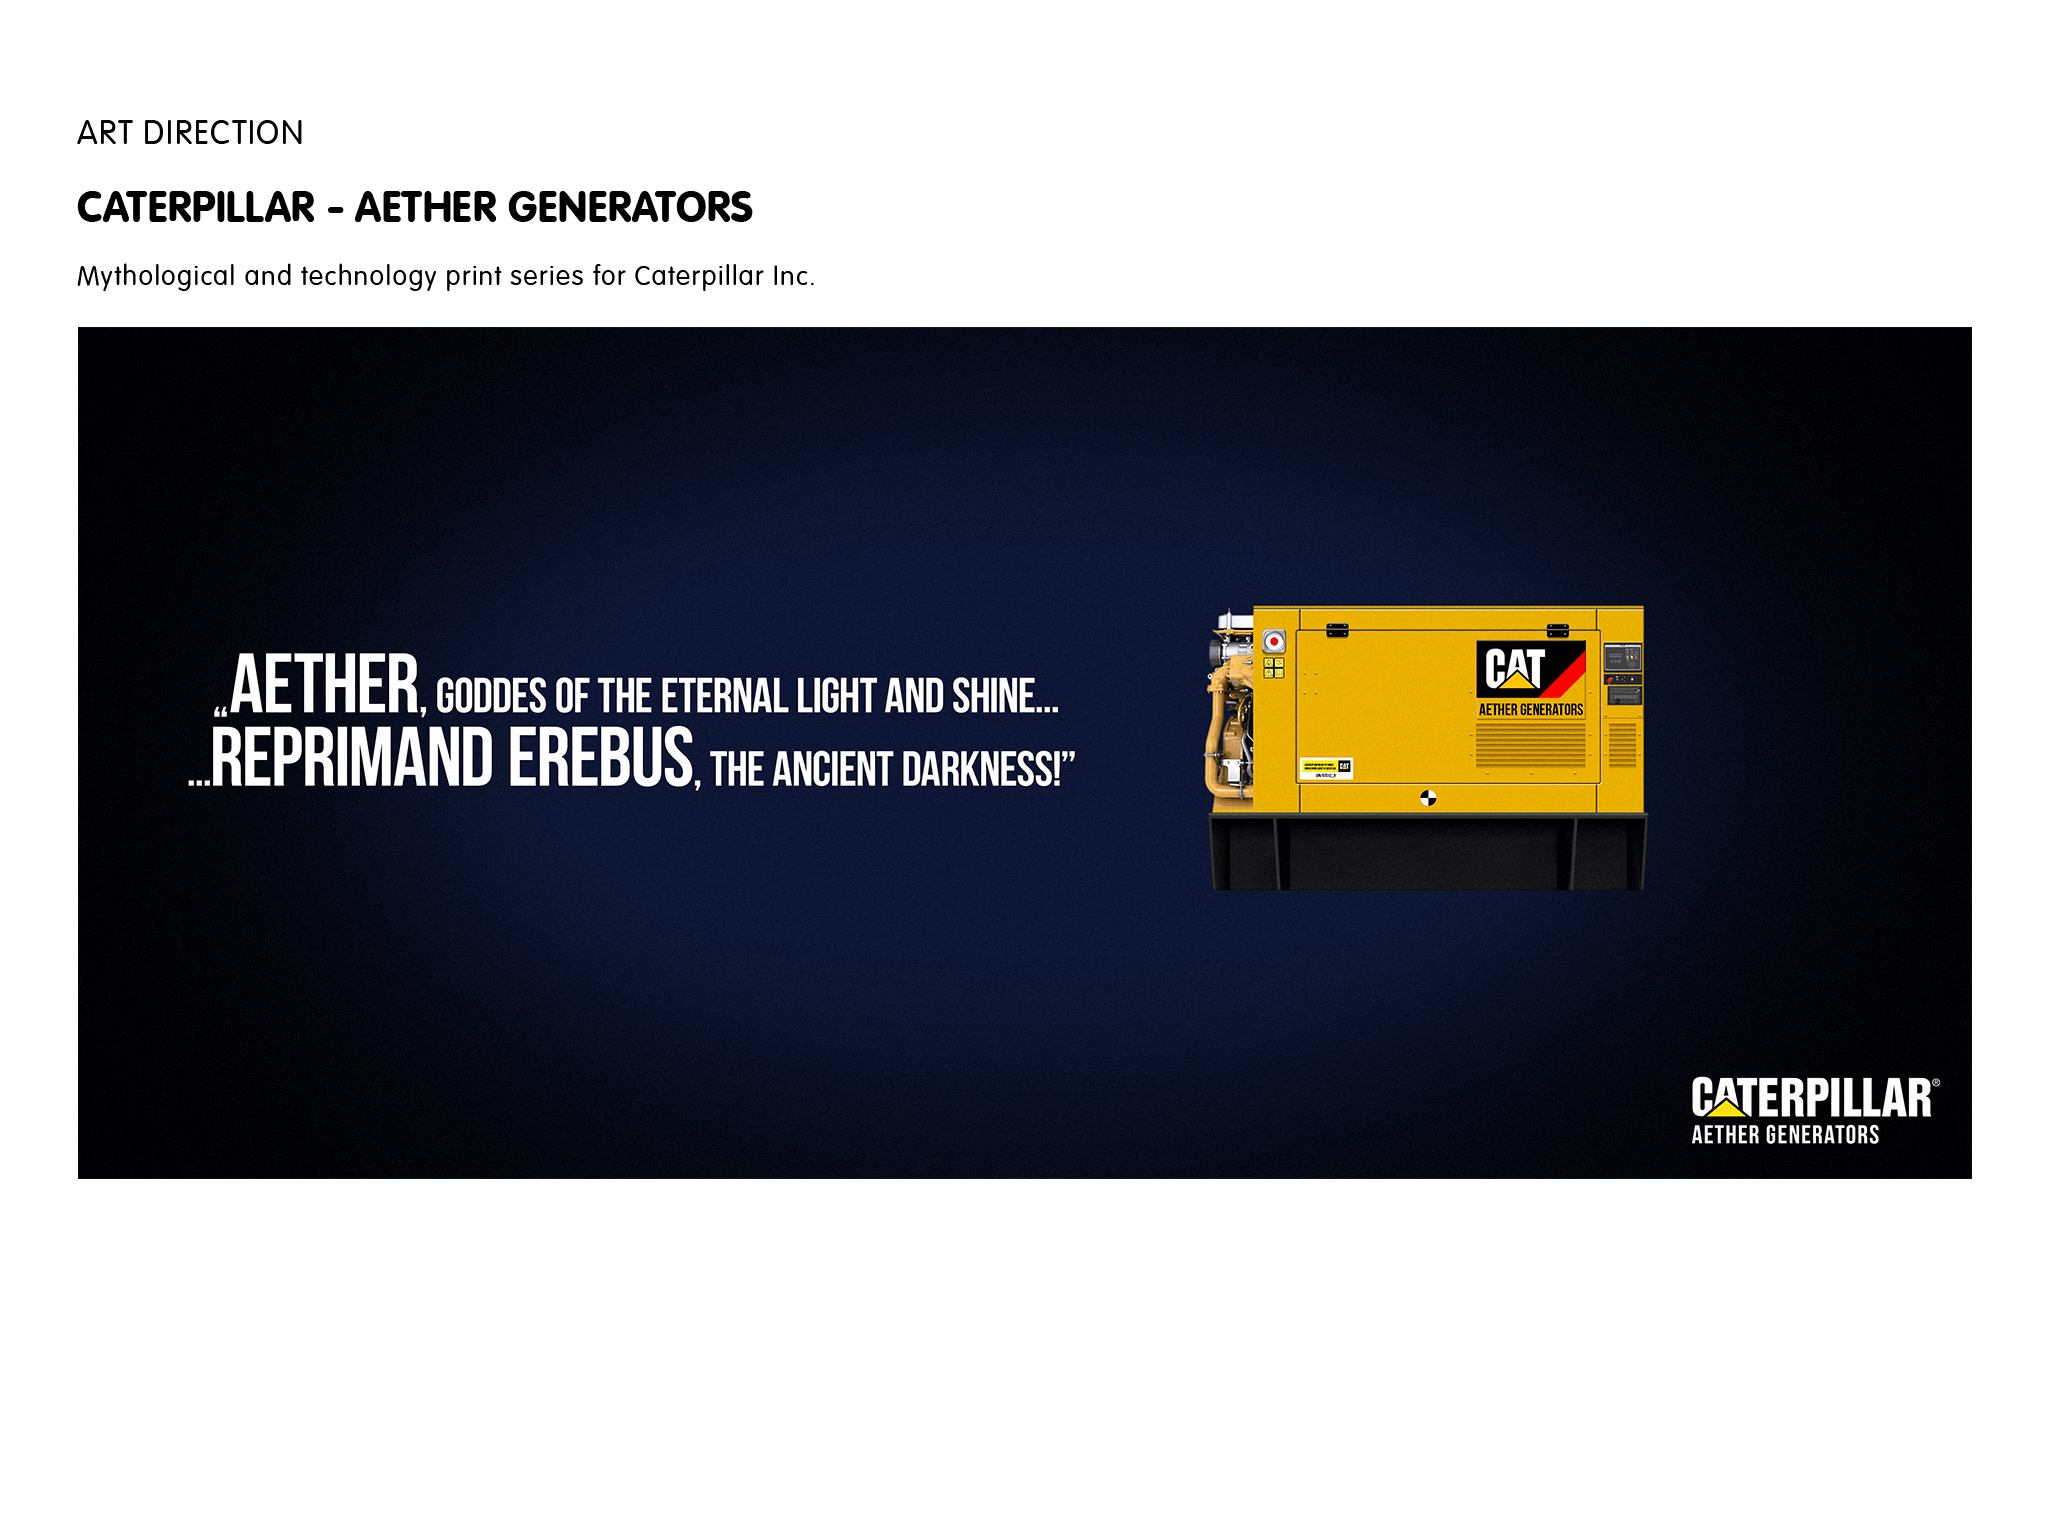 ART DIRECTION
CATERPILLAR - AETHER GENERATORS
Mythological and technology print series for Caterpillar Inc.
„AETHER, GODDES OF THE ETERNAL LIGHT AND SHINE...
...REPRIMAND EREBUS, THE ANCIENT DARKNESS!”
CAT
AETHER GENERATORS
CAT
CATERPILLAR®
AETHER GENERATORS